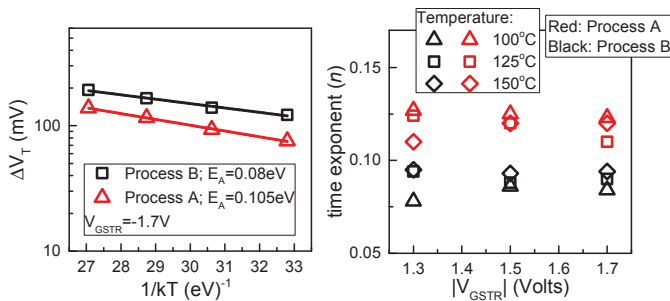 ΔV_T (mV)
100
10
Process B; E_A=0.08eV
Process A; E_A=0.105eV
V_GSTR=-1.7V
27 28 29 30 31 32 33
1/kT (eV)⁻¹
Temperature:
100°C
125°C
150°C
Red: Process A
Black: Process B
time exponent (n)
0.15
0.10
0.05
1.3 1.4 1.5 1.6 1.7
|V_GSTR| (Volts)